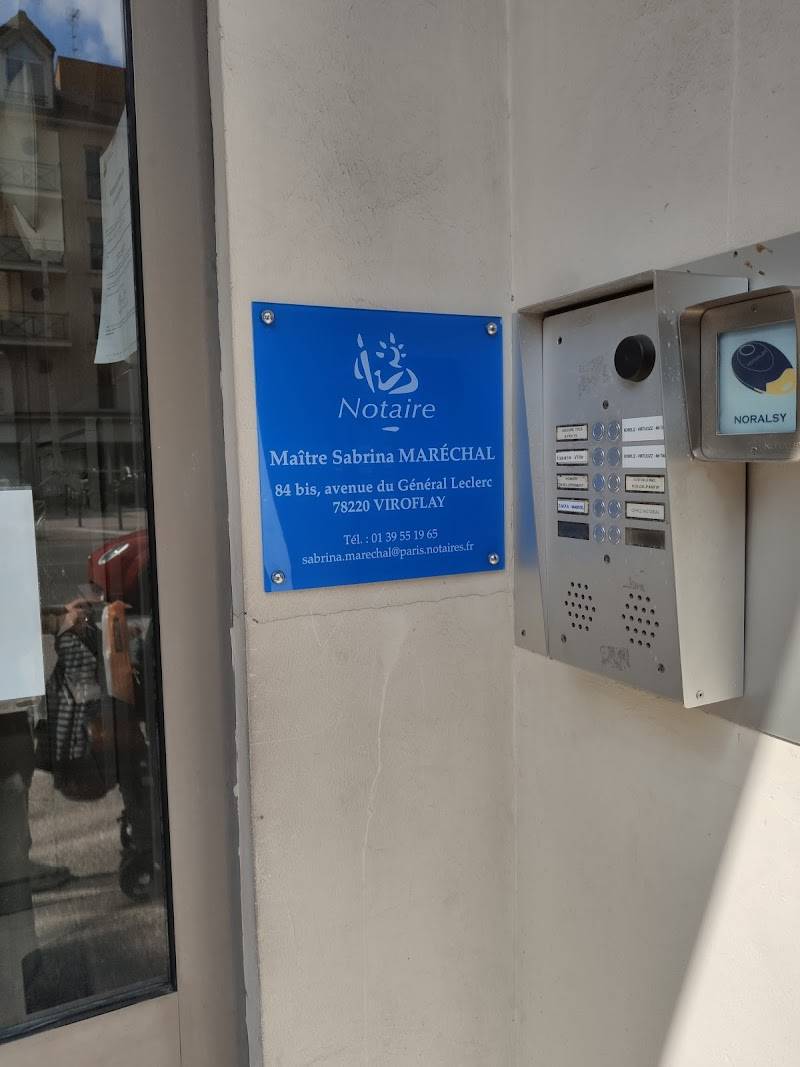 Notaire
Maître Sabrina MARÉCHAL
84 bis, avenue du Général Leclerc
78220 VIROFLAY
Tél. : 01 39 55 19 65
sabrina.marechal@paris.notaires.fr
NORALSY